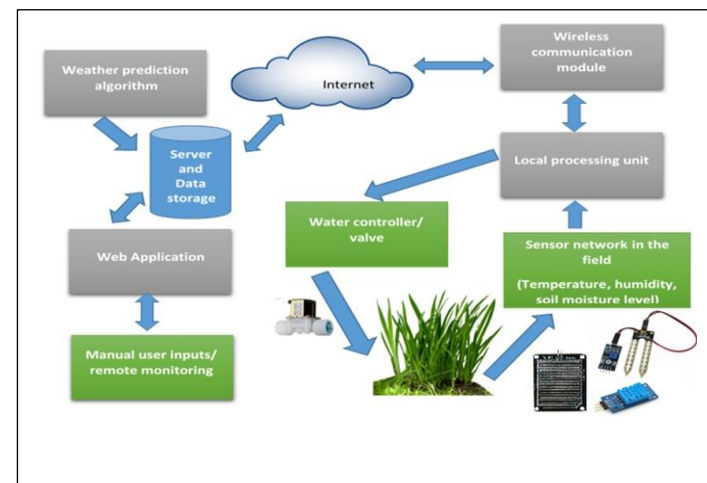 Weather prediction
algorithm
Internet
Wireless
communication
module
Server
and
Data
storage
Local processing unit
Water controller/
valve
Web Application
Sensor network in the
field
(Temperature, humidity,
soil moisture level)
Manual user inputs/
remote monitoring